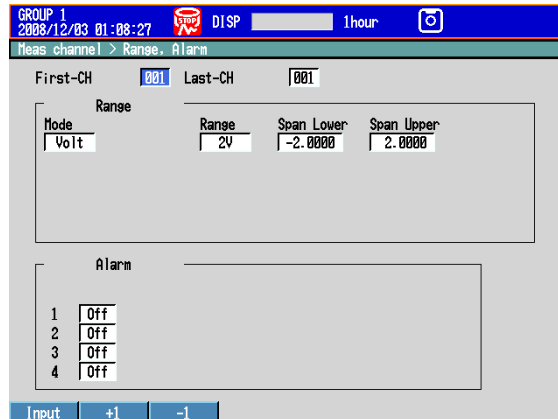 GROUP 1
2008/12/03 01:08:27 STOP DISP 1hour
Meas channel > Range, Alarm
First-CH 001 Last-CH 001
Range
Mode Range Span Lower Span Upper
Volt 2V -2.0000 2.0000
Alarm
1 Off
2 Off
3 Off
4 Off
Input +1 -1